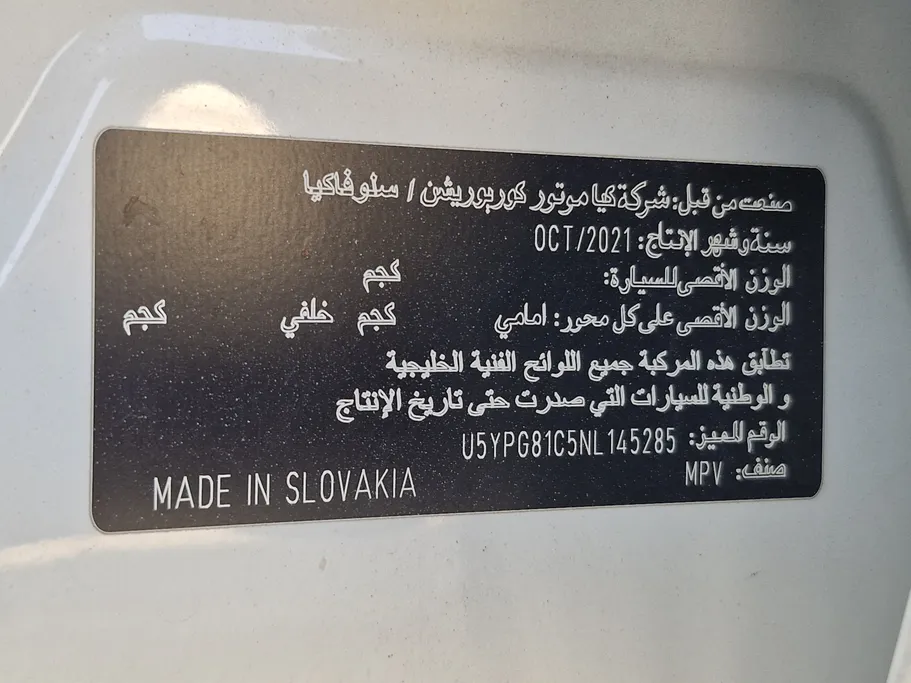 صنعت من قبل: شركة كيا موتور كوربوريشن / سلوفاكيا
سنة وشهر الإنتاج: OCT/2021
الوزن الأقصى للسيارة: كجم
الوزن الأقصى على كل محور: امامي كجم خلفي كجم
تطابق هذه المركبة جميع اللوائح الفنية الخليجية
و الوطنية للسيارات التي صدرت حتى تاريخ الإنتاج
الوقم المميز: U5YPG81C5NL145285
صنف: MPV
MADE IN SLOVAKIA